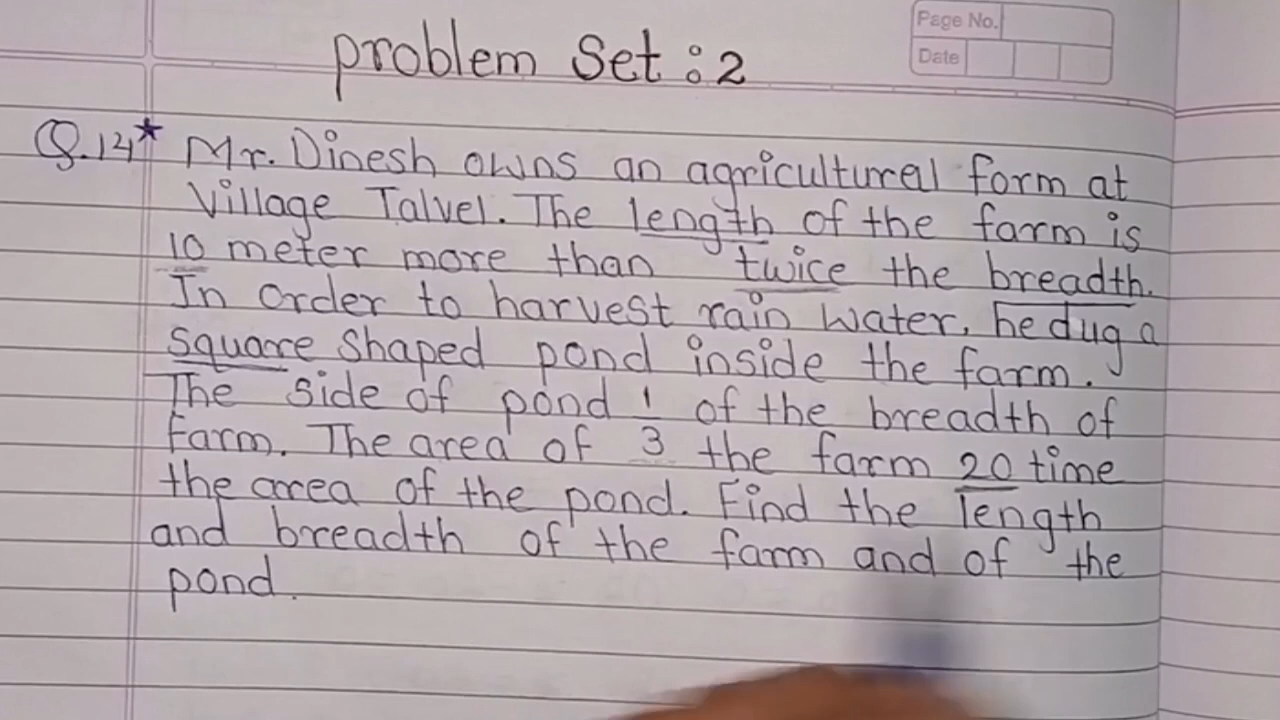 Page No.
Date
problem Set : 2
Q.14* Mr. Dinesh owns an agricultural form at
Village Talvel. The length of the farm is
10 meter more than twice the breadth.
In order to harvest rain water, he dug a
square shaped pond inside the farm.
The side of pond 1/3 of the breadth of
Farm. The area of the farm 20 time
the area of the pond. Find the length
and breadth of the farm and of the
pond.